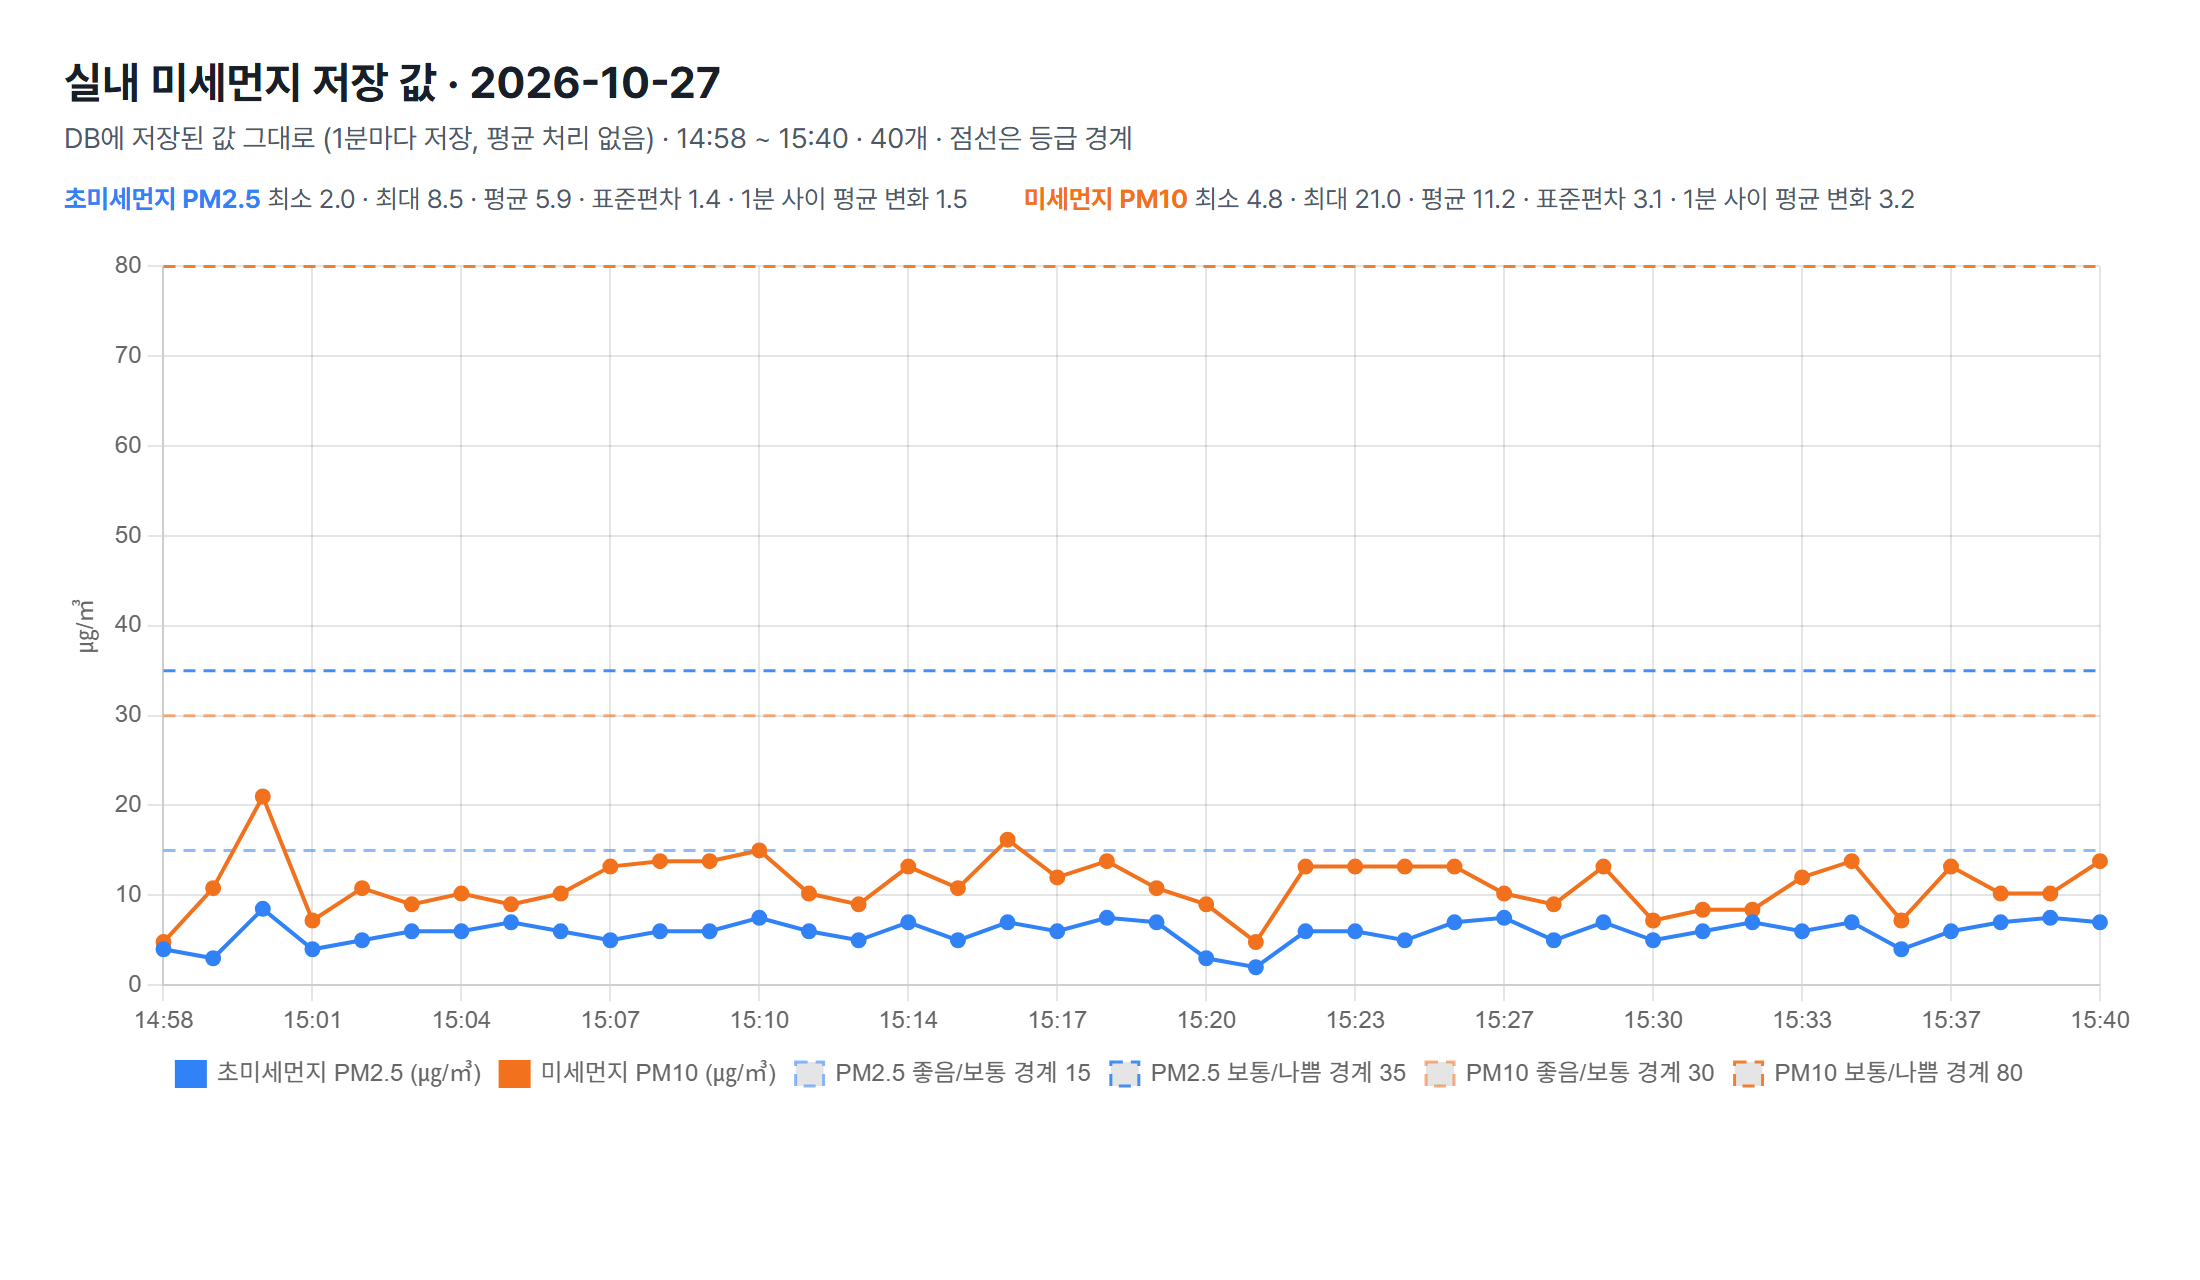 실내 미세먼지 저장 값 · 2026-10-27
DB에 저장된 값 그대로 (1분마다 저장, 평균 처리 없음) · 14:58 ~ 15:40 · 40개 · 점선은 등급 경계
초미세먼지 PM2.5 최소 2.0 · 최대 8.5 · 평균 5.9 · 표준편차 1.4 · 1분 사이 평균 변화 1.5 미세먼지 PM10 최소 4.8 · 최대 21.0 · 평균 11.2 · 표준편차 3.1 · 1분 사이 평균 변화 3.2
80
70
60
50
40
30
20
10
0
µg/㎥
14:58 15:01 15:04 15:07 15:10 15:14 15:17 15:20 15:23 15:27 15:30 15:33 15:37 15:40
초미세먼지 PM2.5 (µg/㎥) 미세먼지 PM10 (µg/㎥) PM2.5 좋음/보통 경계 15 PM2.5 보통/나쁨 경계 35 PM10 좋음/보통 경계 30 PM10 보통/나쁨 경계 80